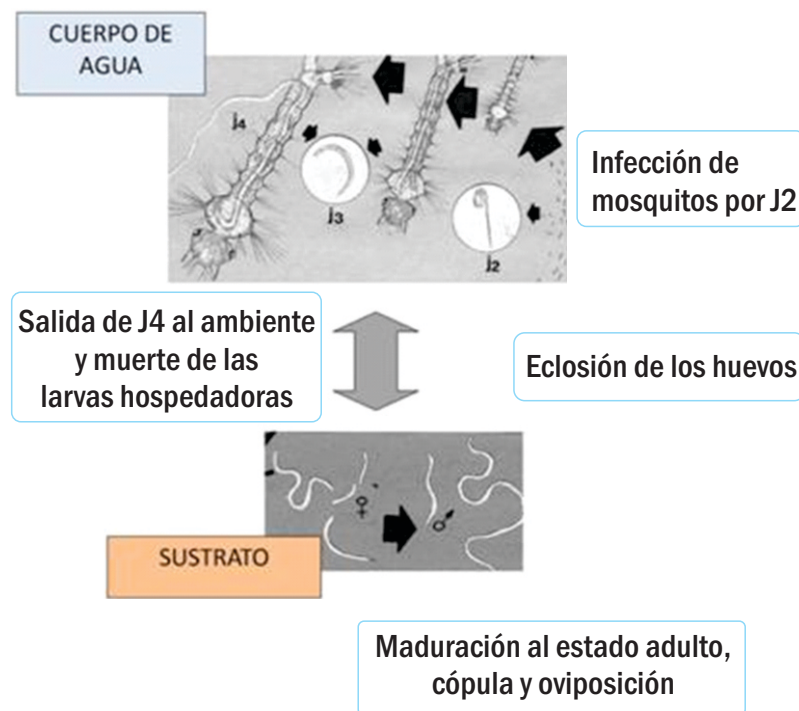 CUERPO DE
AGUA
j4
j3
j2
Infección de
mosquitos por J2
Salida de J4 al ambiente
y muerte de las
larvas hospedadoras
Eclosión de los huevos
♀
♂
SUSTRATO
Maduración al estado adulto,
cópula y oviposición